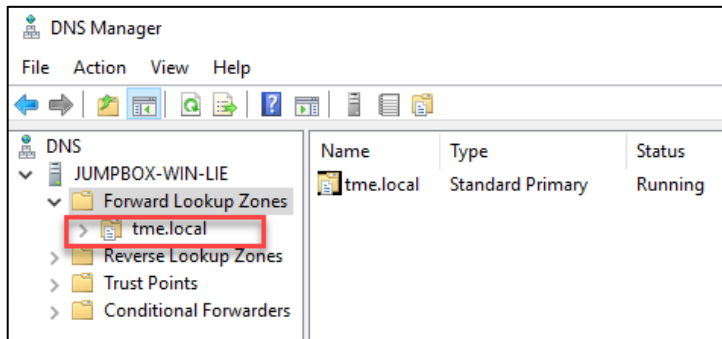 DNS Manager
File Action View Help
DNS
JUMPBOX-WIN-LIE
Forward Lookup Zones
tme.local
Reverse Lookup Zones
Trust Points
Conditional Forwarders
Name Type Status
tme.local Standard Primary Running